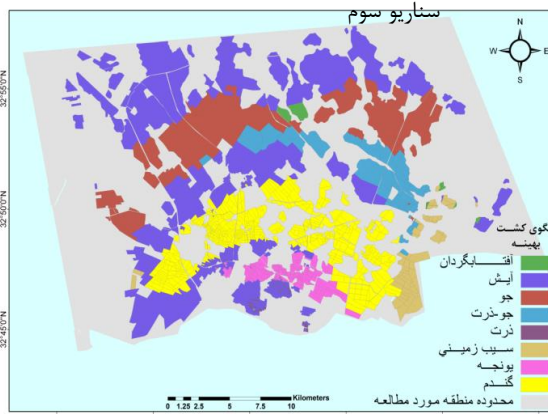 سناریو سوم
N
W E
S
32°55'0"N
32°50'0"N
32°45'0"N
گوی کشت
بهینه
آفتابگردان
آیش
جو
جو-ذرت
ذرت
سیب زمینی
یونجه
گندم
محدوده منطقه مورد مطالعه
Kilometers
0 1.25 2.5 5 7.5 10